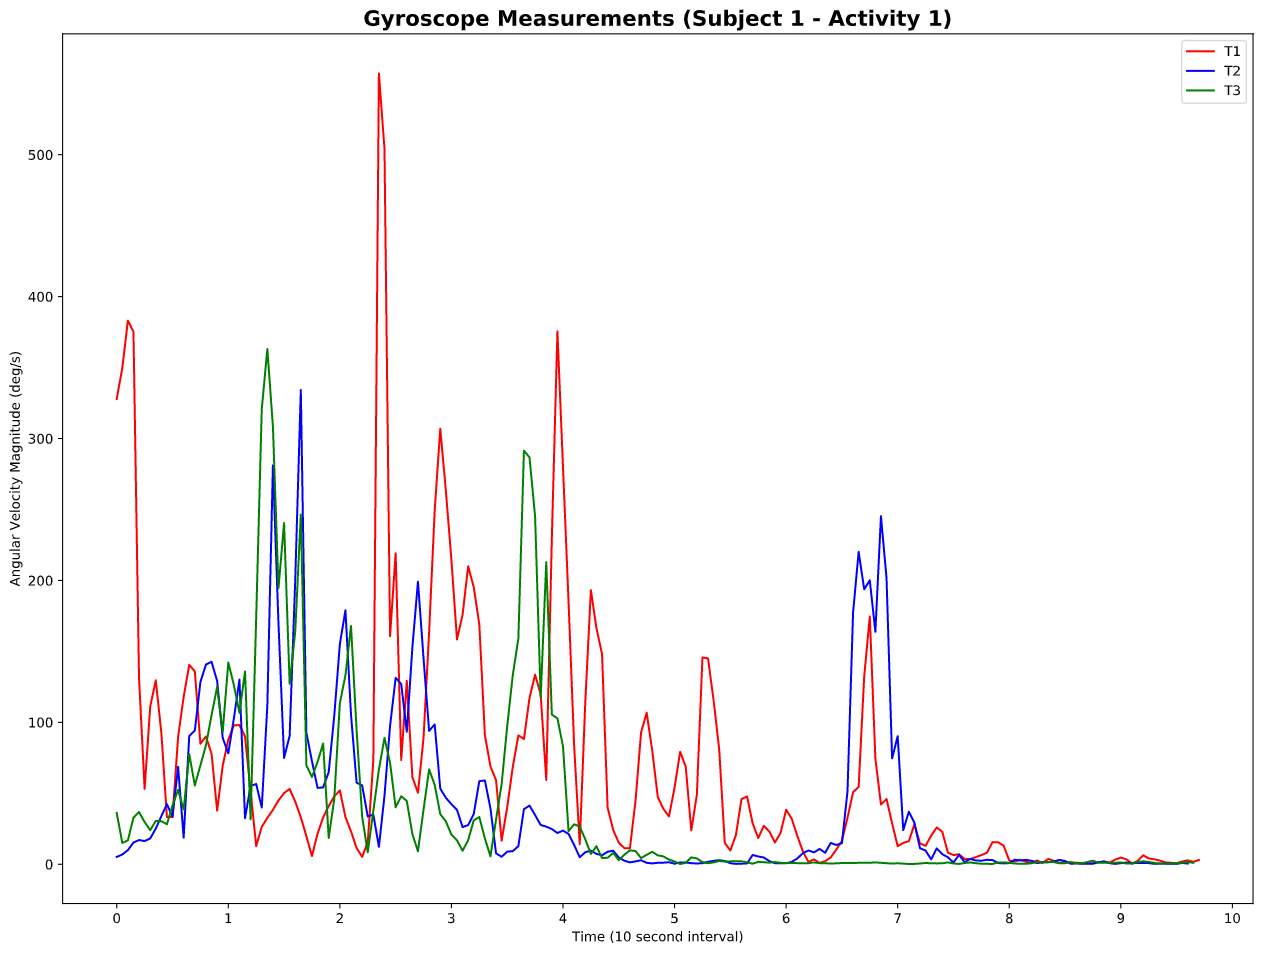 Gyroscope Measurements (Subject 1 - Activity 1)
T1
T2
T3
500
400
300
200
100
0
Angular Velocity Magnitude (deg/s)
0 1 2 3 4 5 6 7 8 9 10
Time (10 second interval)